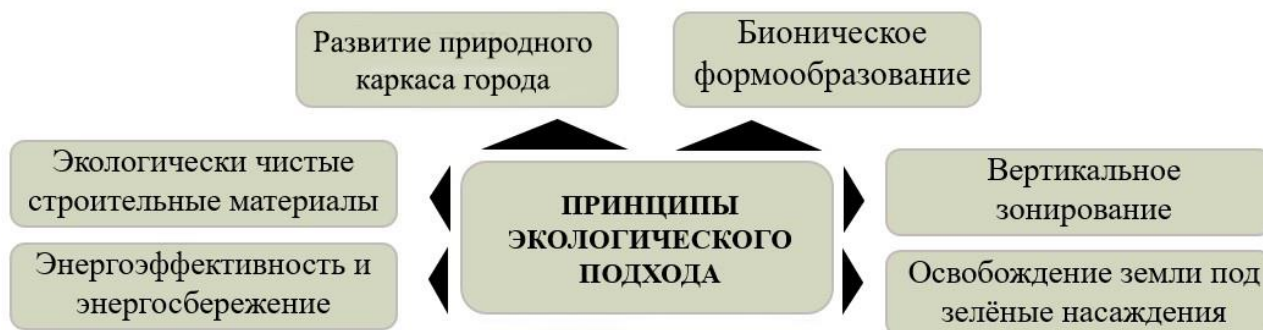 Развитие природного
каркаса города
Бионическое
формообразование
Экологически чистые
строительные материалы
ПРИНЦИПЫ
ЭКОЛОГИЧЕСКОГО
ПОДХОДА
Вертикальное
зонирование
Энергоэффективность и
энергосбережение
Освобождение земли под
зелёные насаждения